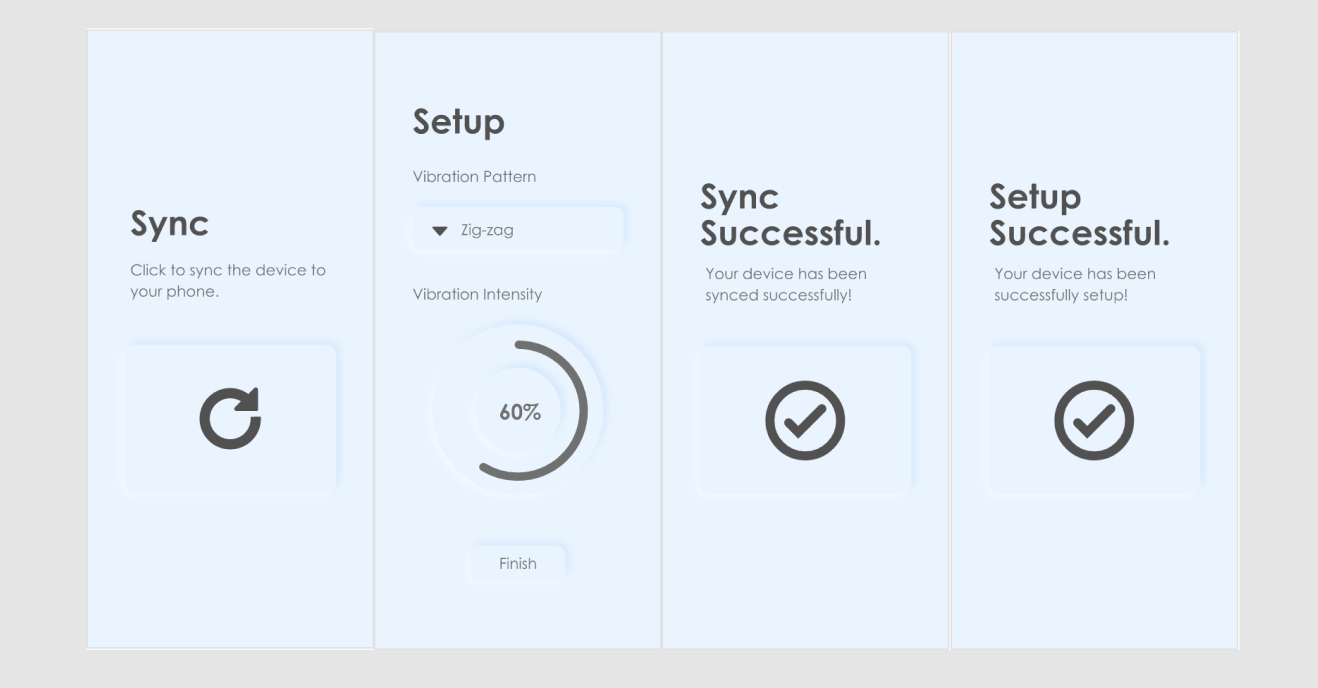 Sync
Click to sync the device to
your phone.
Setup
Vibration Pattern
Zig-zag
Vibration Intensity
60%
Finish
Sync
Successful.
Your device has been
synced successfully!
Setup
Successful.
Your device has been
successfully setup!